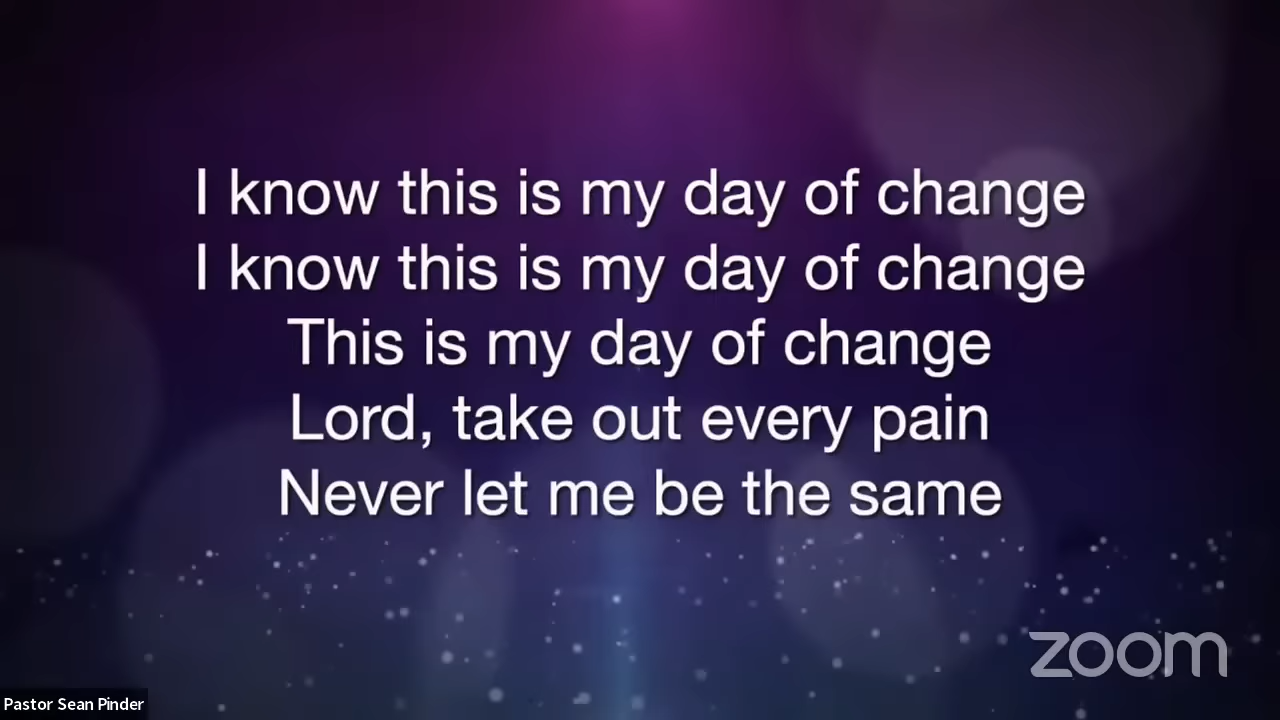 I know this is my day of change
I know this is my day of change
This is my day of change
Lord, take out every pain
Never let me be the same
zoom
Pastor Sean Pinder